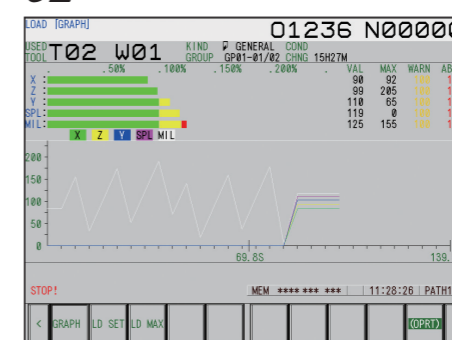 LOAD [GRAPH] O1236 N0000
USED TOOL T02 W01 KIND GENERAL COND
GROUP GP01-01/02 CHNG 15H27M
. 50% . 100% . 150% . 200% . VAL MAX WARN
X : 90 92 100
Z : 99 205 100
Y : 110 65 100
SPL: 119 0 100
MIL: 125 155 100
X Z Y SPL MIL
200
150
100
50
0
69.8S 139.
STOP!
MEM **** *** *** 11:28:26 PATH1
< GRAPH LD SET LD MAX (OPRT)